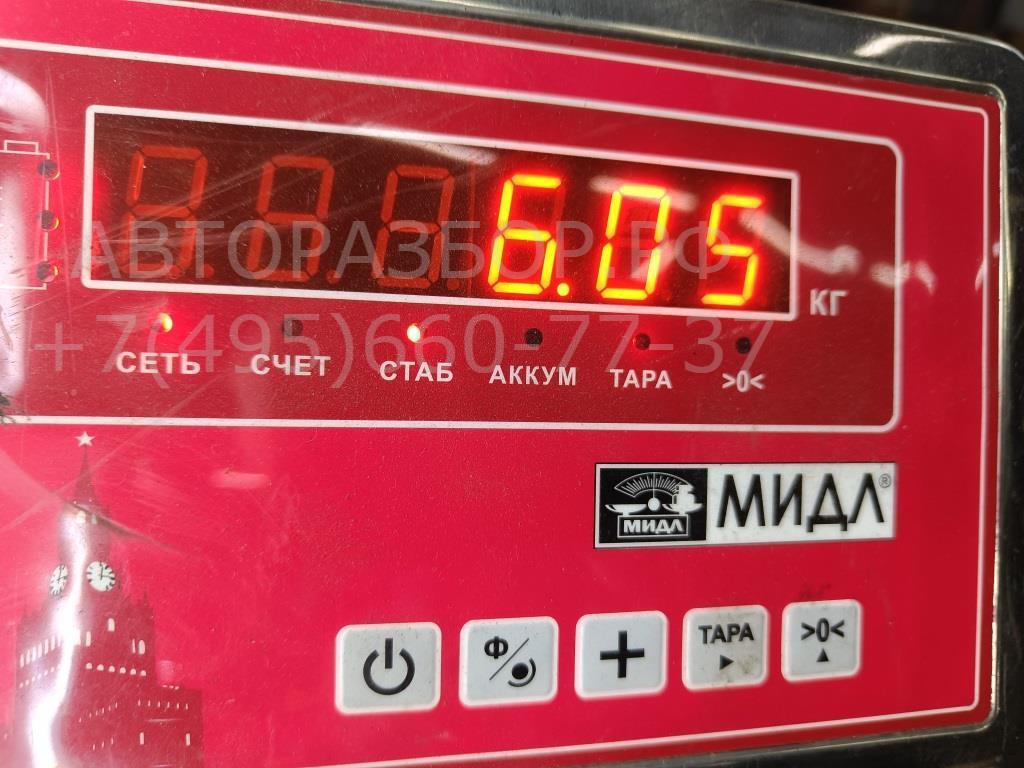 6.05
КГ
АВТОРАЗБОР.РФ
+7(495)660-77-37
СЕТЬ СЧЕТ СТАБ АККУМ ТАРА >0<
МИДЛ МИДЛ®
Ф ТАРА >0<